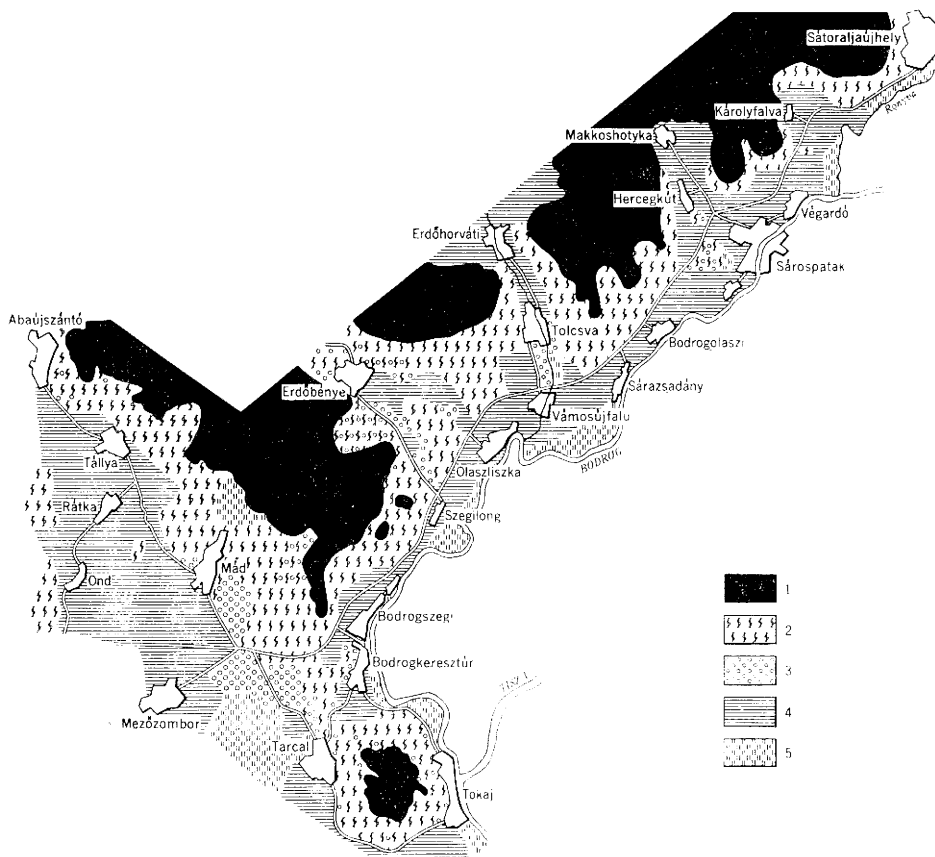 Sátoraljaújhely
Ronyva
Károlyfalva
Makkoshotyka
Hercegkút
Végardó
Erdőhorváti
Sárospatak
Abaújszántó
Tolcsva
Bodrogolaszi
Erdőbénye
Sárazsadány
Vámosújfalu
Tállya
Olaszliszka
BODROG
Rátka
Szegilong
Mád
Ond
1
Bodrogszegi
2
Bodrogkeresztúr
3
4
Mezőzombor
Tarcal
5
Tokaj